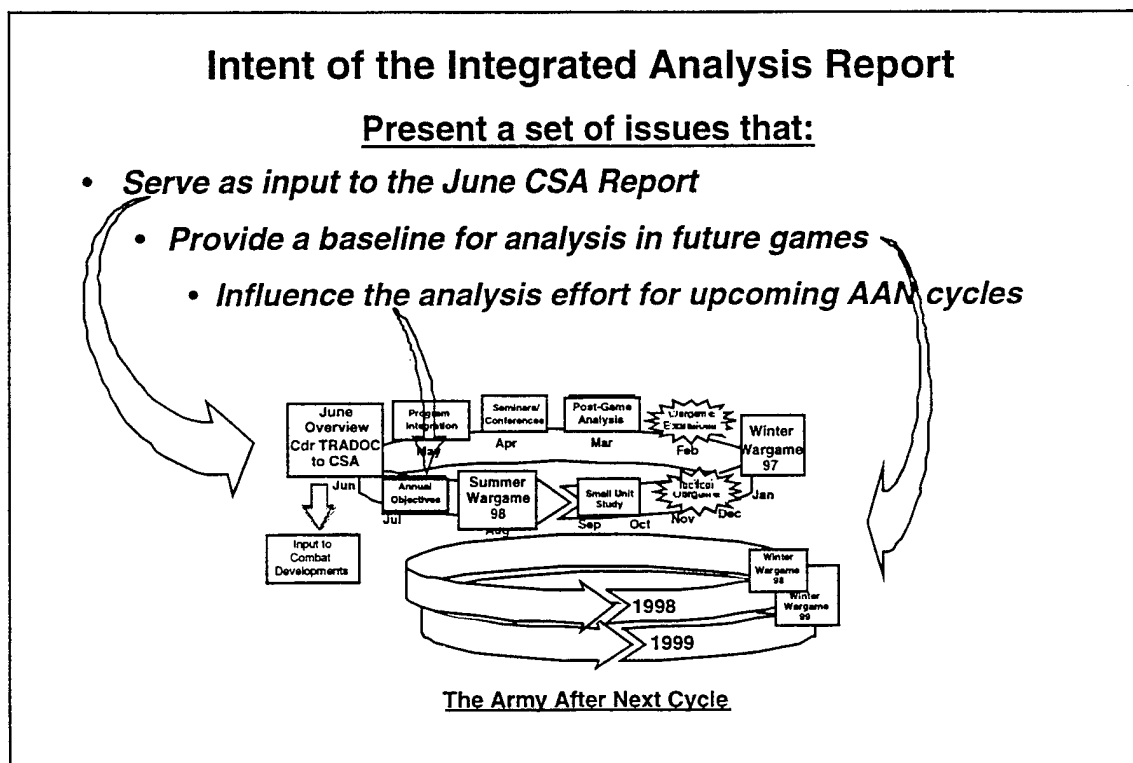 Intent of the Integrated Analysis Report
Present a set of issues that:
• Serve as input to the June CSA Report
• Provide a baseline for analysis in future games
• Influence the analysis effort for upcoming AAN cycles
June
Overview
Cdr TRADOC
to CSA
Program
Integration
Seminars/
Conferences
Post-Game
Analysis
Wargame
Winter
Wargame
97
May
Apr
Mar
Feb
Jun
Jan
Annual
Objectives
Summer
Wargame
98
Small Unit
Study
Tactical
Wargame
Jul
Aug
Sep
Oct
Nov
Dec
Input to
Combat
Developments
Winter
Wargame
98
Winter
Wargame
99
1998
1999
The Army After Next Cycle